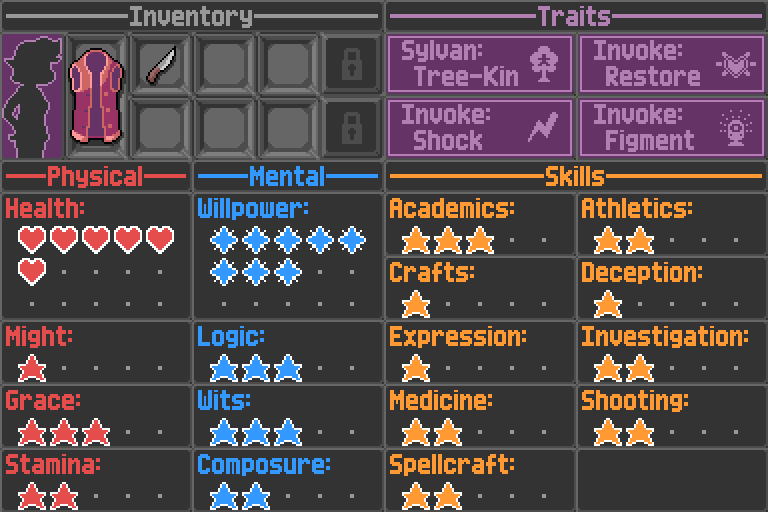 Inventory
Traits
Sylvan:
Tree-Kin
Invoke:
Restore
Invoke:
Shock
Invoke:
Figment
Physical
Mental
Skills
Health:
Willpower:
Academics:
Athletics:
Crafts:
Deception:
Might:
Logic:
Expression:
Investigation:
Grace:
Wits:
Medicine:
Shooting:
Stamina:
Composure:
Spellcraft: